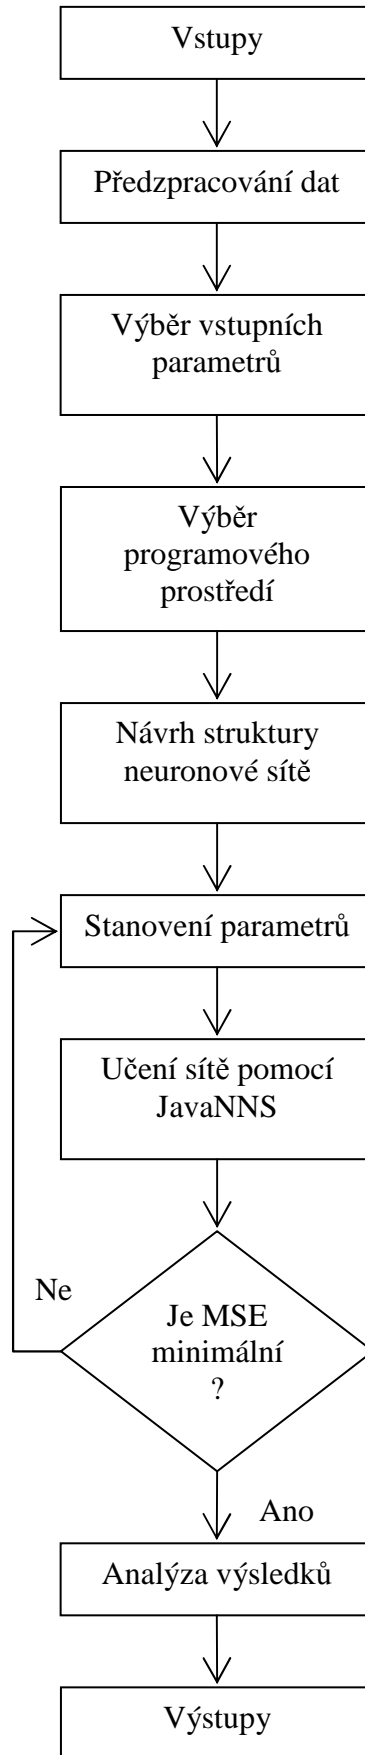 Vstupy
Předzpracování dat
Výběr vstupních
parametrů
Výběr
programového
prostředí
Návrh struktury
neuronové sítě
Stanovení parametrů
Učení sítě pomocí
JavaNNS
Ne
Je MSE
minimální
?
Ano
Analýza výsledků
Výstupy